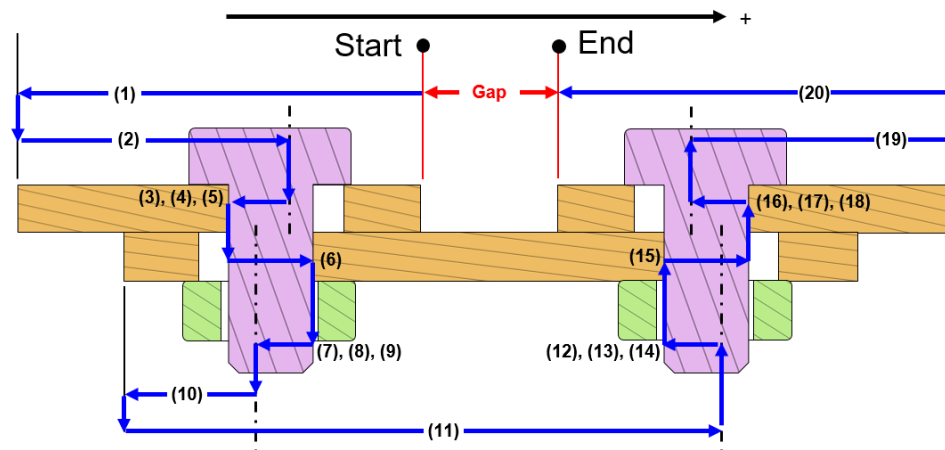 +
Start
End
(1)
Gap
(20)
(2)
(19)
(3), (4), (5)
(16), (17), (18)
(6)
(15)
(7), (8), (9)
(12), (13), (14)
(10)
(11)